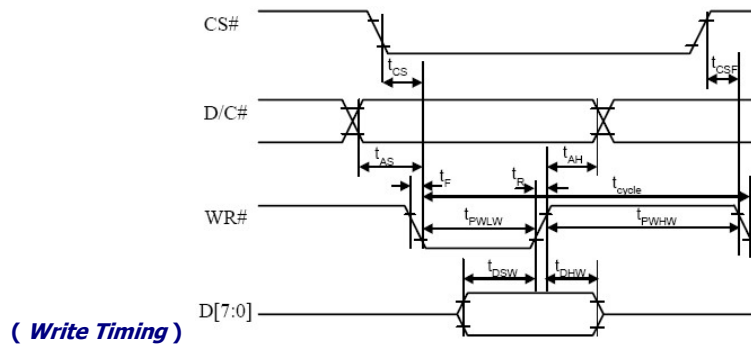 CS#
tCS
tCSF
D/C#
tAS
tAH
tF
tR
tcycle
WR#
tPWLW
tPWHW
tDSW
tDHW
( Write Timing )
D[7:0]